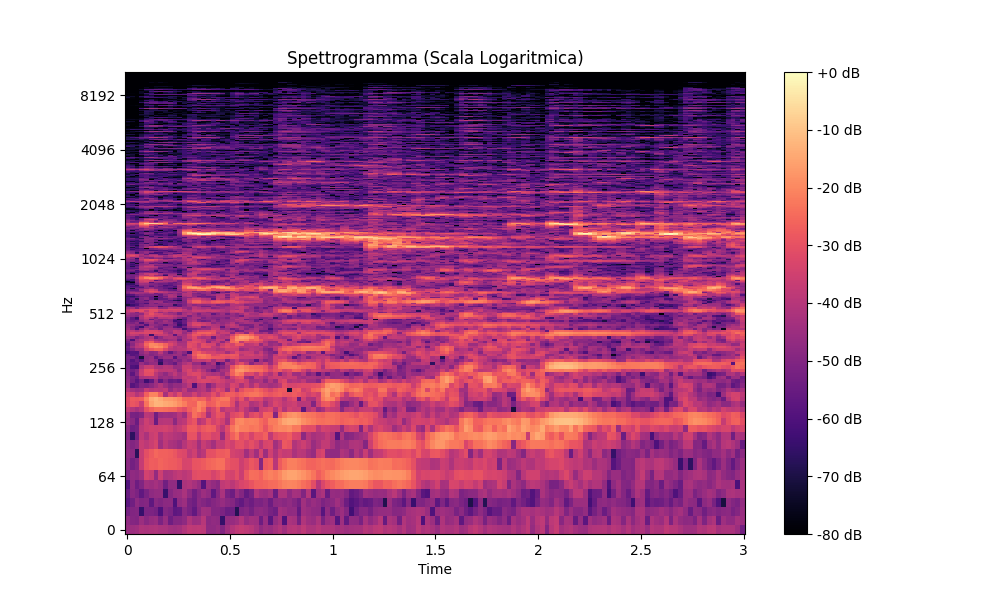 Spettrogramma (Scala Logaritmica)
8192
4096
2048
1024
512
256
128
64
0
Hz
0
0.5
1
1.5
2
2.5
3
Time
+0 dB
-10 dB
-20 dB
-30 dB
-40 dB
-50 dB
-60 dB
-70 dB
-80 dB